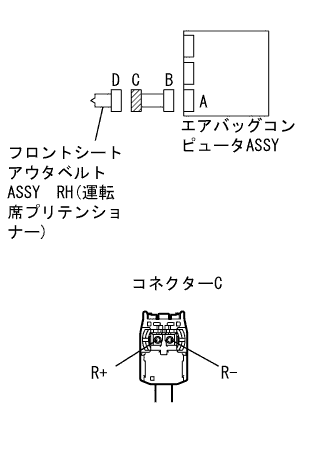 D C B
A
エアバッグコン
ピュータASSY
フロントシート
アウタベルト
ASSY RH(運転
席プリテンショ
ナー)
コネクターC
R+ R-